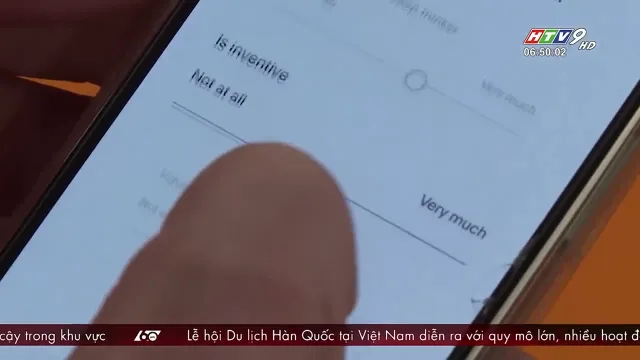 HTV9 HD
06:50:02
Is inventive
Very much
Not at all
Very much
cây trong khu vực
60
Lễ hội Du lịch Hàn Quốc tại Việt Nam diễn ra với quy mô lớn, nhiều hoạt đ